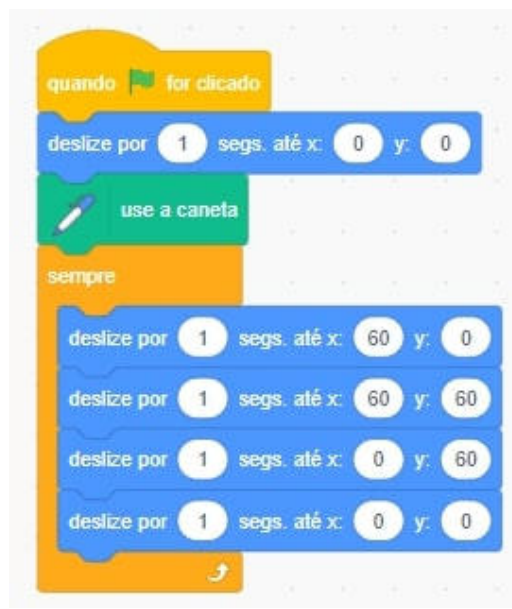 quando for clicado
deslize por 1 segs. até x: 0 y: 0
use a caneta
sempre
deslize por 1 segs. até x: 60 y: 0
deslize por 1 segs. até x: 60 y: 60
deslize por 1 segs. até x: 0 y: 60
deslize por 1 segs. até x: 0 y: 0